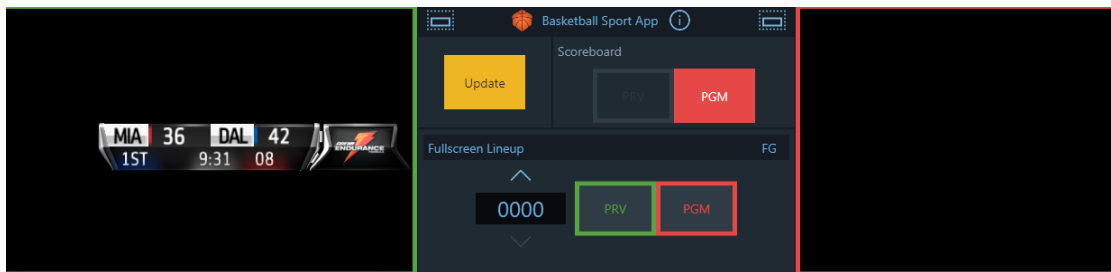 MIA 36 DAL 42
1ST 9:31 08
ENDURANCE
Basketball Sport App i
Update
Scoreboard
PRV PGM
Fullscreen Lineup FG
0000
PRV PGM